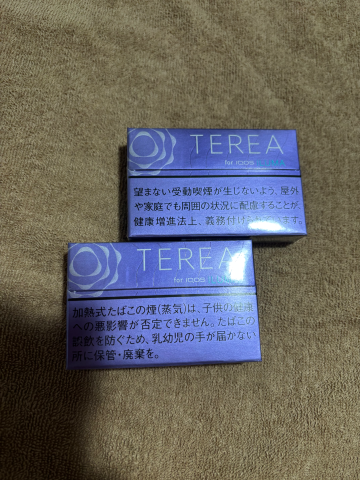 TEREA
for IQOS
望まない受動喫煙が生じないよう、屋外
や家庭でも周囲の状況に配慮することが、
健康増進法上、義務付けられています。
TEREA
for IQOS
加熱式たばこの煙(蒸気)は、子供の健康
への悪影響が否定できません。たばこ
の誤飲を防ぐため、乳幼児の手が届かない
所に保管・廃棄を。